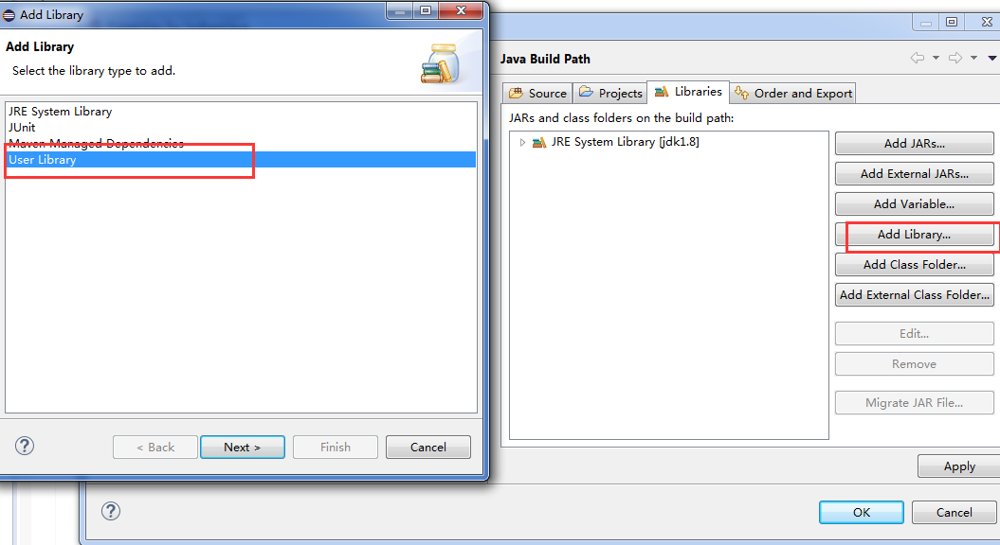 Add Library
Add Library
Select the library type to add.
JRE System Library
JUnit
Maven Managed Dependencies
User Library
?
< Back
Next >
Finish
Cancel
Java Build Path
Source
Projects
Libraries
Order and Export
JARs and class folders on the build path:
JRE System Library [jdk1.8]
Add JARs...
Add External JARs...
Add Variable...
Add Library...
Add Class Folder...
Add External Class Folder...
Edit...
Remove
Migrate JAR File...
Apply
?
OK
Cancel